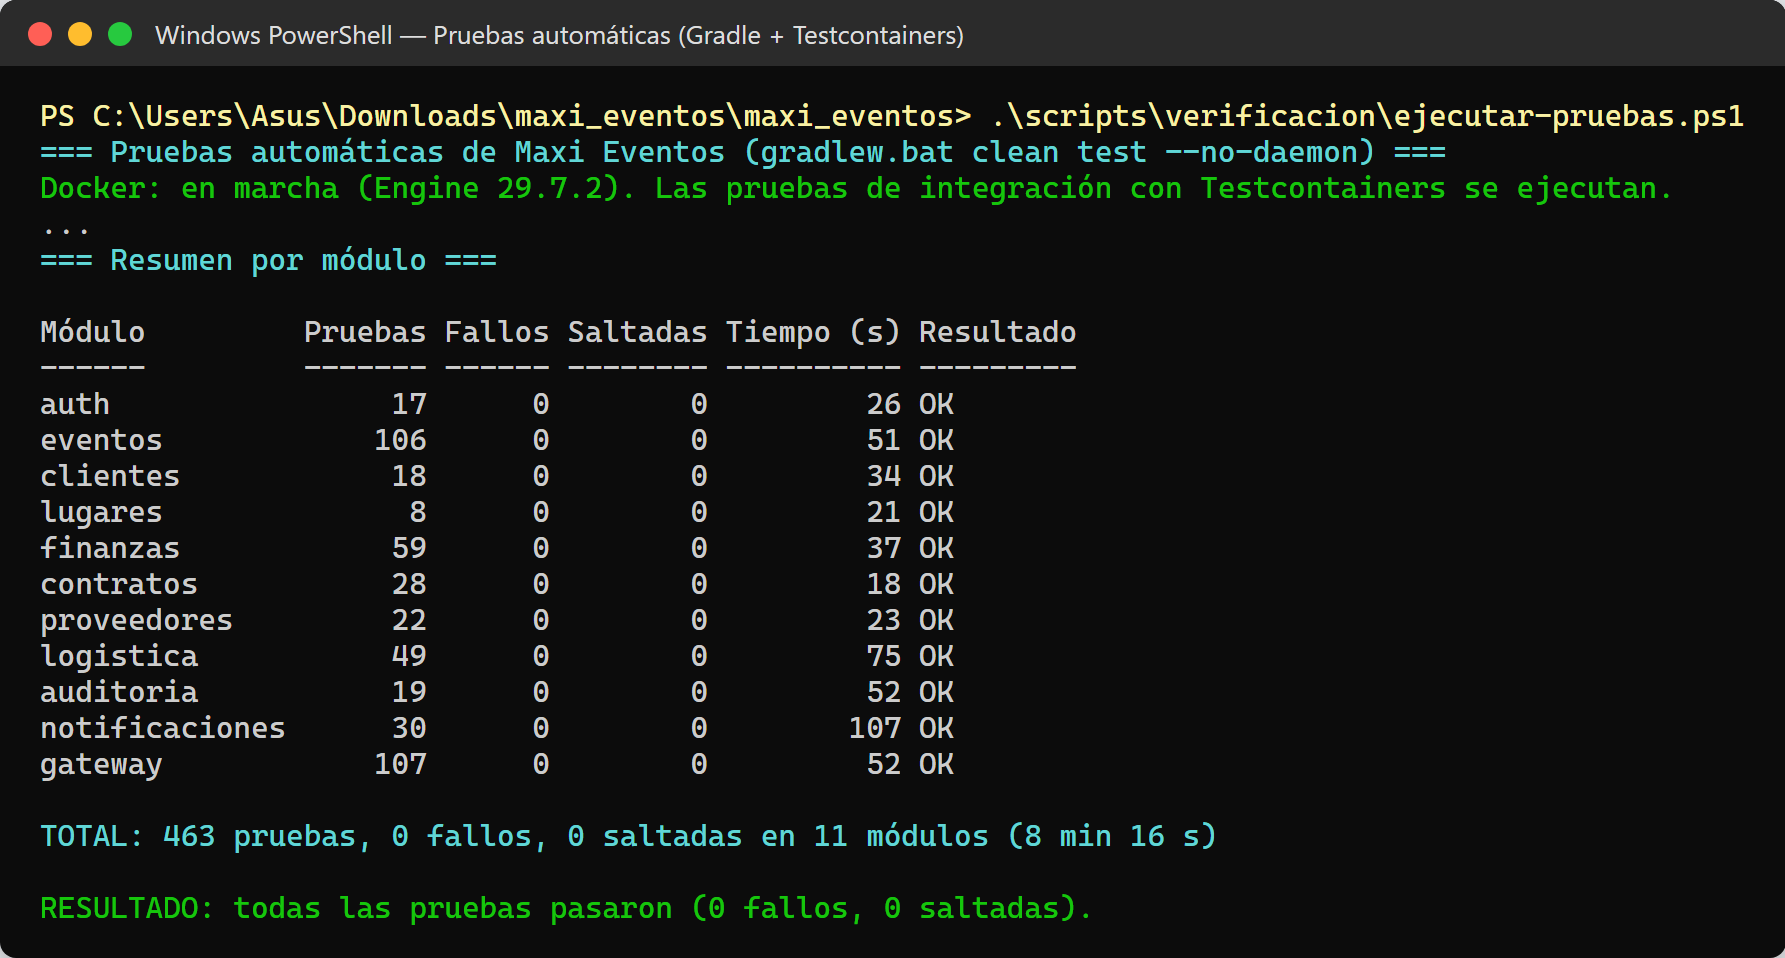 Windows PowerShell — Pruebas automáticas (Gradle + Testcontainers)
PS C:\Users\Asus\Downloads\maxi_eventos\maxi_eventos> .\scripts\verificacion\ejecutar-pruebas.ps1
=== Pruebas automáticas de Maxi Eventos (gradlew.bat clean test --no-daemon) ===
Docker: en marcha (Engine 29.7.2). Las pruebas de integración con Testcontainers se ejecutan.
...
=== Resumen por módulo ===
Módulo         Pruebas Fallos Saltadas Tiempo (s) Resultado
------         ------- ------ -------- ---------- ---------
auth                17      0        0         26 OK
eventos            106      0        0         51 OK
clientes            18      0        0         34 OK
lugares              8      0        0         21 OK
finanzas            59      0        0         37 OK
contratos           28      0        0         18 OK
proveedores         22      0        0         23 OK
logistica           49      0        0         75 OK
auditoria           19      0        0         52 OK
notificaciones      30      0        0        107 OK
gateway            107      0        0         52 OK
TOTAL: 463 pruebas, 0 fallos, 0 saltadas en 11 módulos (8 min 16 s)
RESULTADO: todas las pruebas pasaron (0 fallos, 0 saltadas).